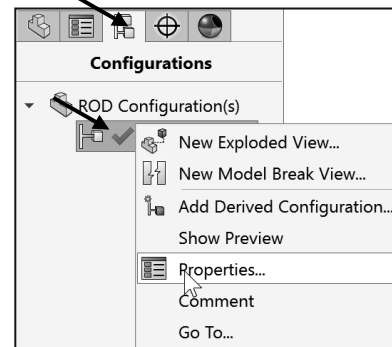 Configurations
ROD Configuration(s)
New Exploded View...
New Model Break View...
Add Derived Configuration...
Show Preview
Properties...
Comment
Go To...